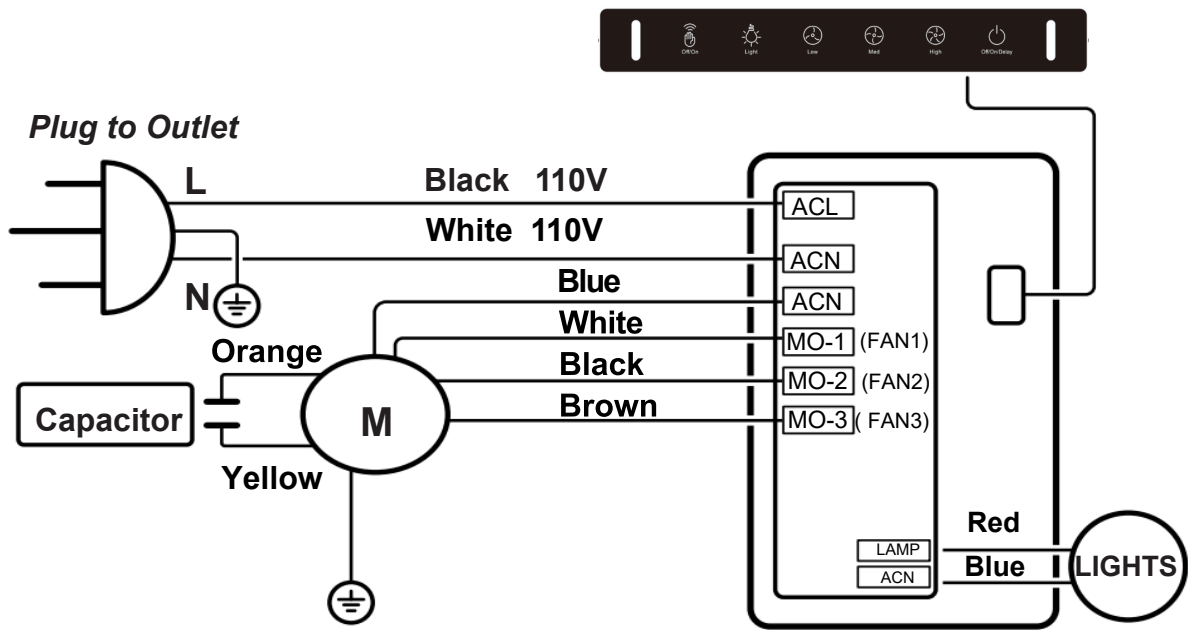 Off/On Light Low Med High Off/On/Delay
Plug to Outlet
L
Black 110V
ACL
White 110V
ACN
N
Blue
ACN
White
MO-1 (FAN1)
Orange
Black
MO-2 (FAN2)
Capacitor
M
Brown
MO-3 ( FAN3)
Yellow
Red
LAMP
Blue
ACN
LIGHTS